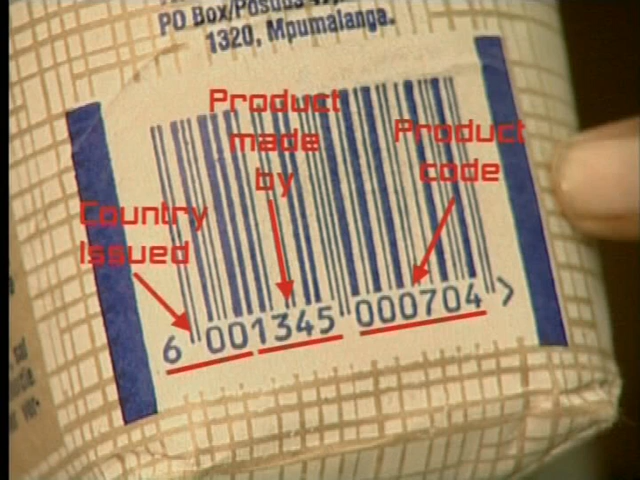 PO Box/Posbus
1320, Mpumalanga.
Product
made
by
Product
code
Country
Issued
6 001345 000704 >